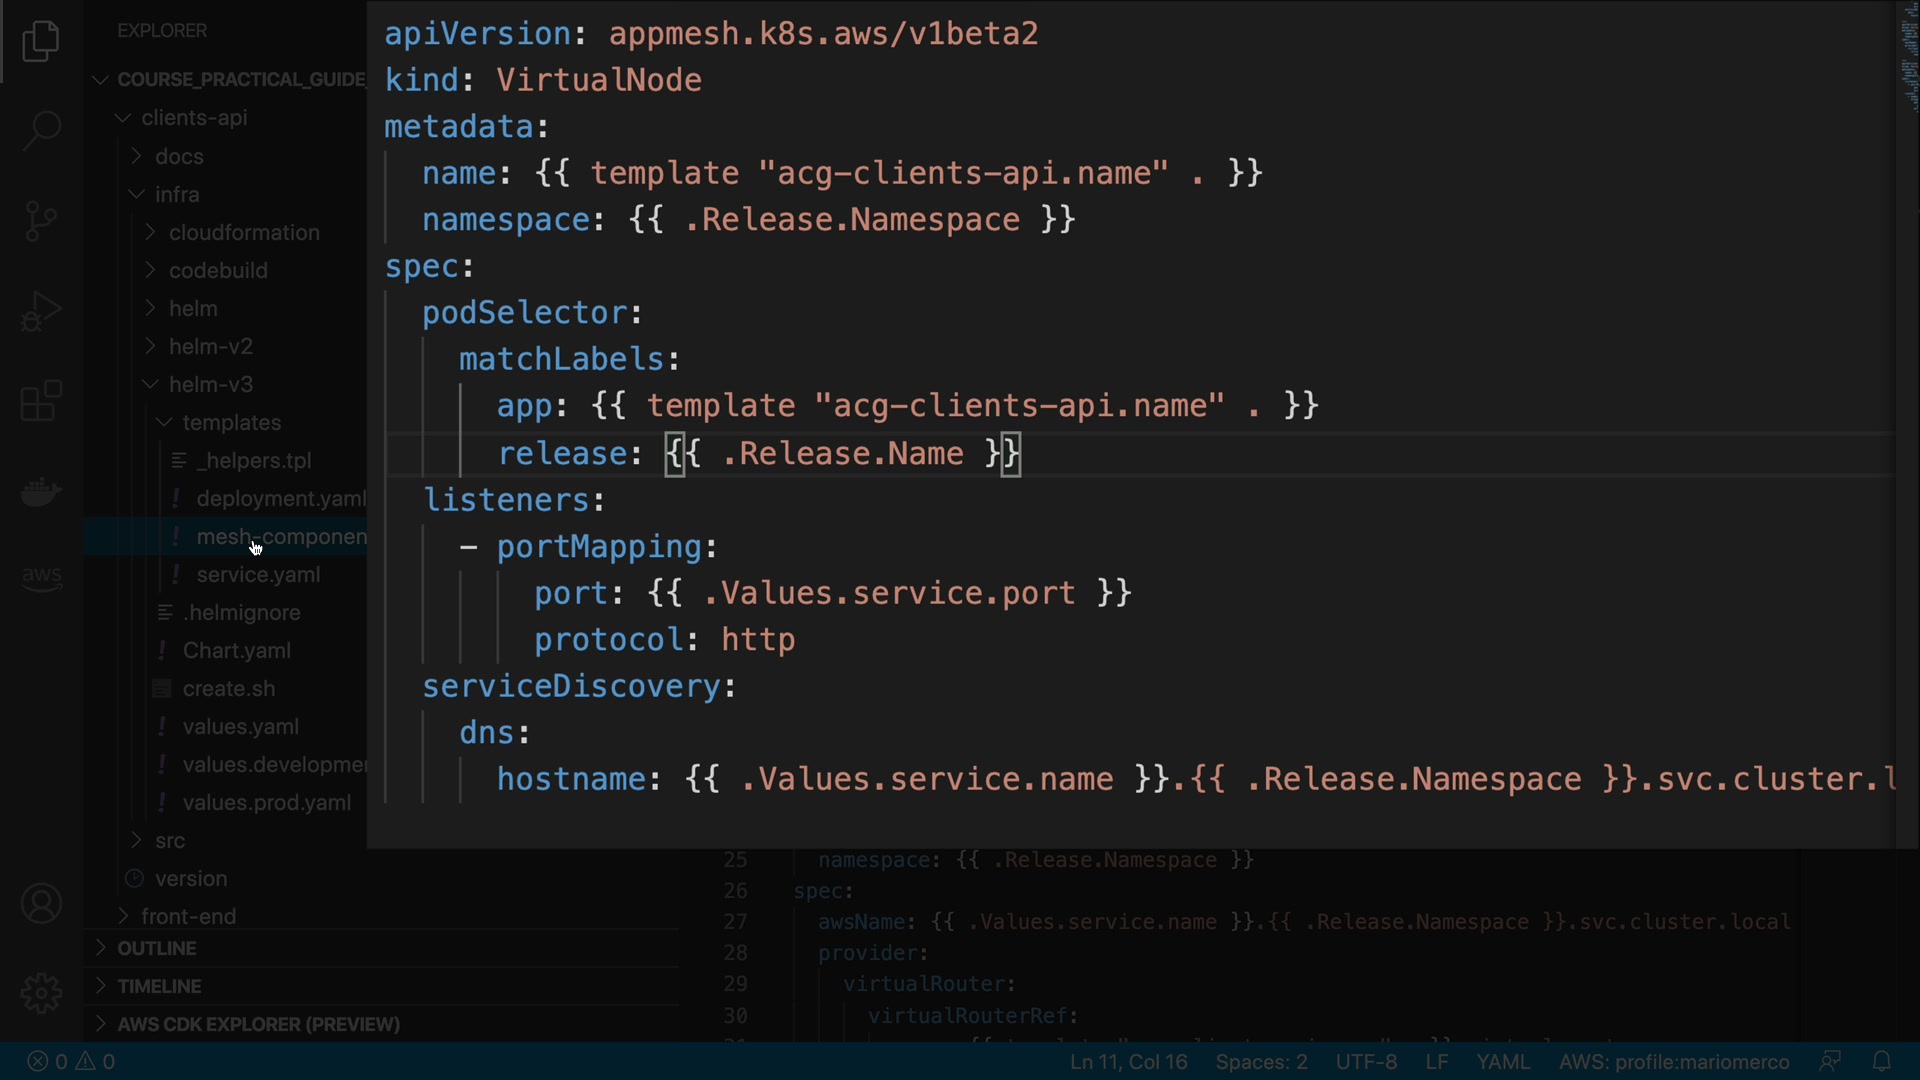 EXPLORER
COURSE_PRACTICAL_GUIDE_
clients-api
docs
infra
cloudformation
codebuild
helm
helm-v2
helm-v3
templates
_helpers.tpl
deployment.yaml
mesh-componen
service.yaml
.helmignore
Chart.yaml
create.sh
values.yaml
values.developme
values.prod.yaml
src
version
front-end
OUTLINE
TIMELINE
AWS CDK EXPLORER (PREVIEW)
aws
apiVersion: appmesh.k8s.aws/v1beta2
kind: VirtualNode
metadata:
name: {{ template "acg-clients-api.name" . }}
namespace: {{ .Release.Namespace }}
spec:
podSelector:
matchLabels:
app: {{ template "acg-clients-api.name" . }}
release: {{ .Release.Name }}
listeners:
- portMapping:
port: {{ .Values.service.port }}
protocol: http
serviceDiscovery:
dns:
hostname: {{ .Values.service.name }}.{{ .Release.Namespace }}.svc.cluster.l
25 namespace: {{ .Release.Namespace }}
26 spec:
27 awsName: {{ .Values.service.name }}.{{ .Release.Namespace }}.svc.cluster.local
28 provider:
29 virtualRouter:
30 virtualRouterRef:
0 0
Ln 11, Col 16 Spaces: 2 UTF-8 LF YAML AWS: profile:mariomerco